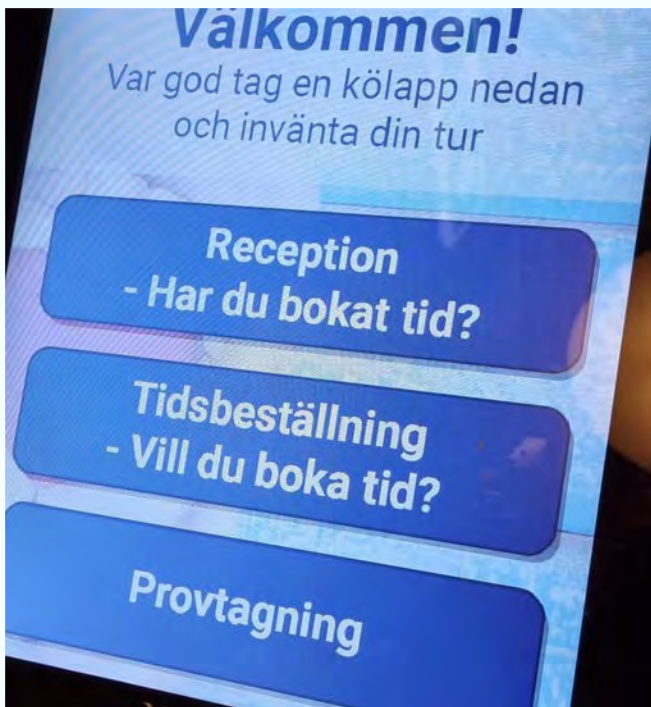 Välkommen!
Var god tag en kölapp nedan
och invänta din tur
Reception
- Har du bokat tid?
Tidsbeställning
- Vill du boka tid?
Provtagning